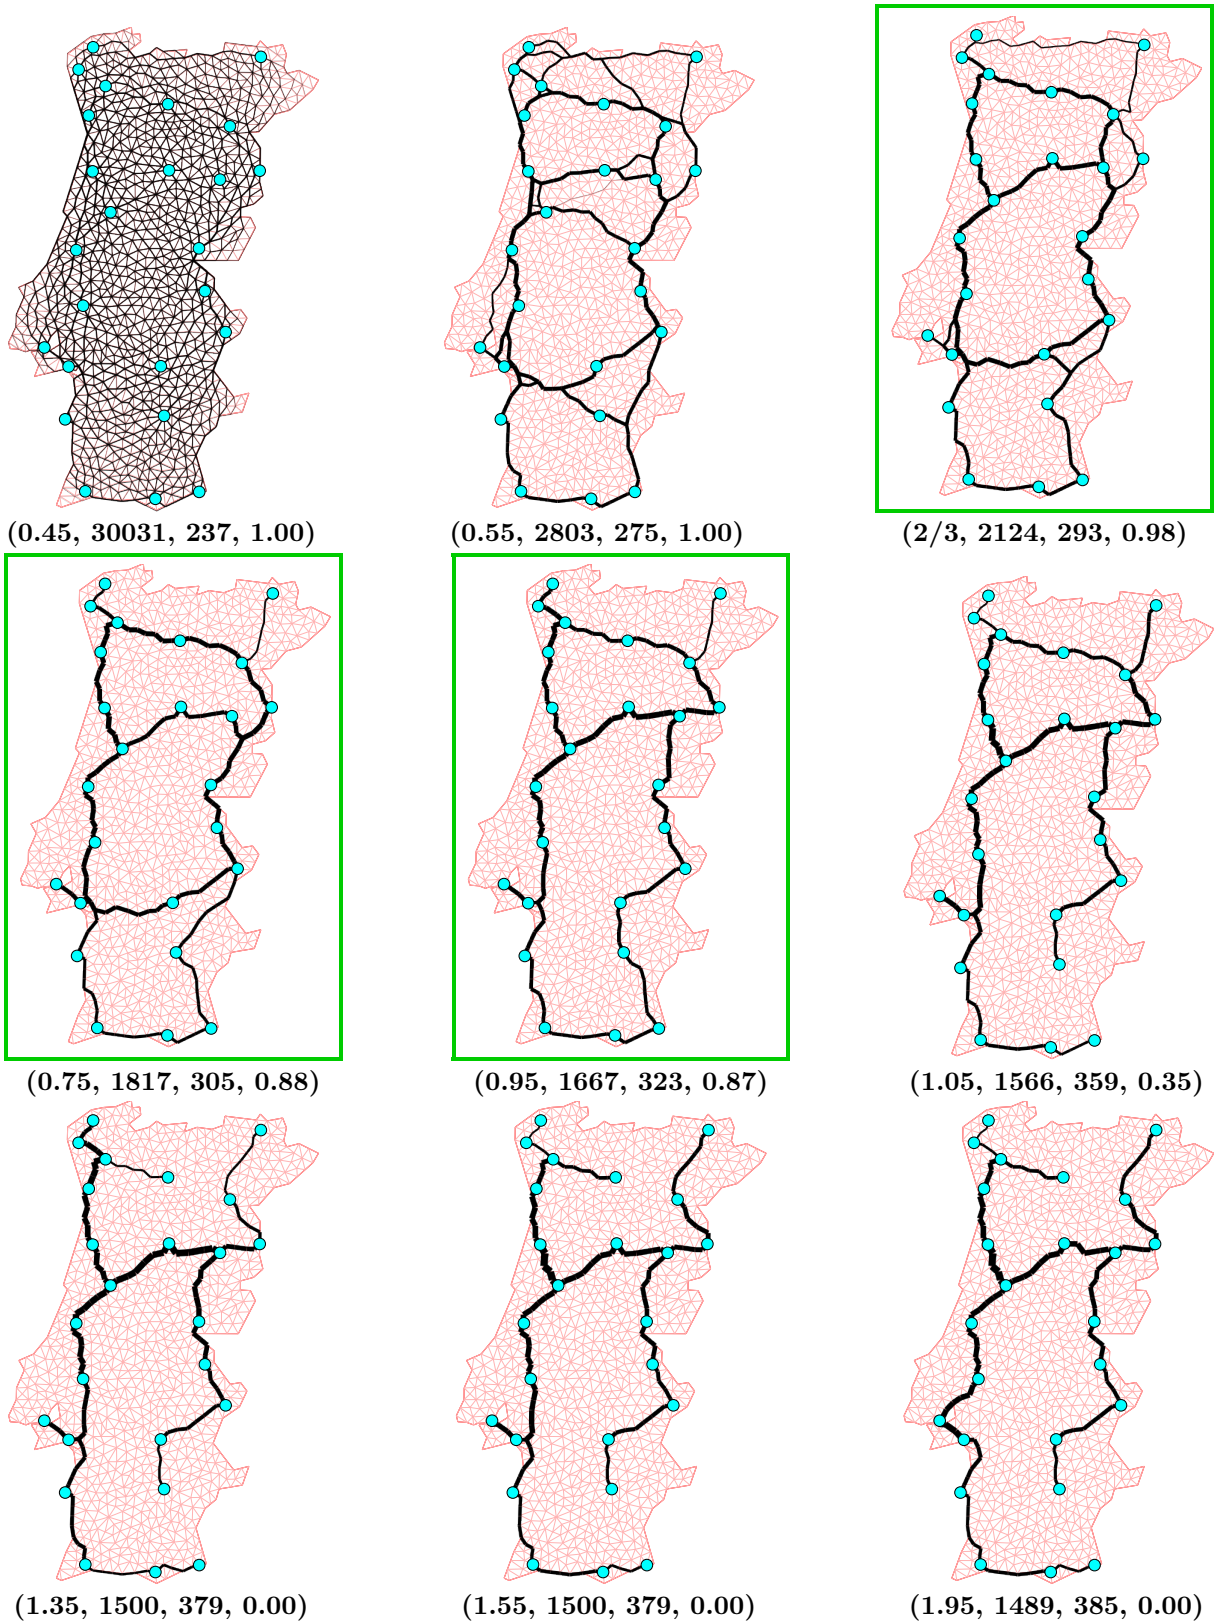 (0.45, 30031, 237, 1.00)
(0.55, 2803, 275, 1.00)
(2/3, 2124, 293, 0.98)
(0.75, 1817, 305, 0.88)
(0.95, 1667, 323, 0.87)
(1.05, 1566, 359, 0.35)
(1.35, 1500, 379, 0.00)
(1.55, 1500, 379, 0.00)
(1.95, 1489, 385, 0.00)